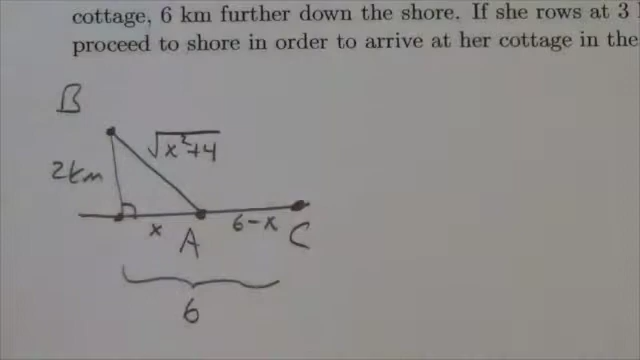 cottage, 6 km further down the shore. If she rows at 3
proceed to shore in order to arrive at her cottage in the
B
√x²+4
2km
x
A
6-x
C
6